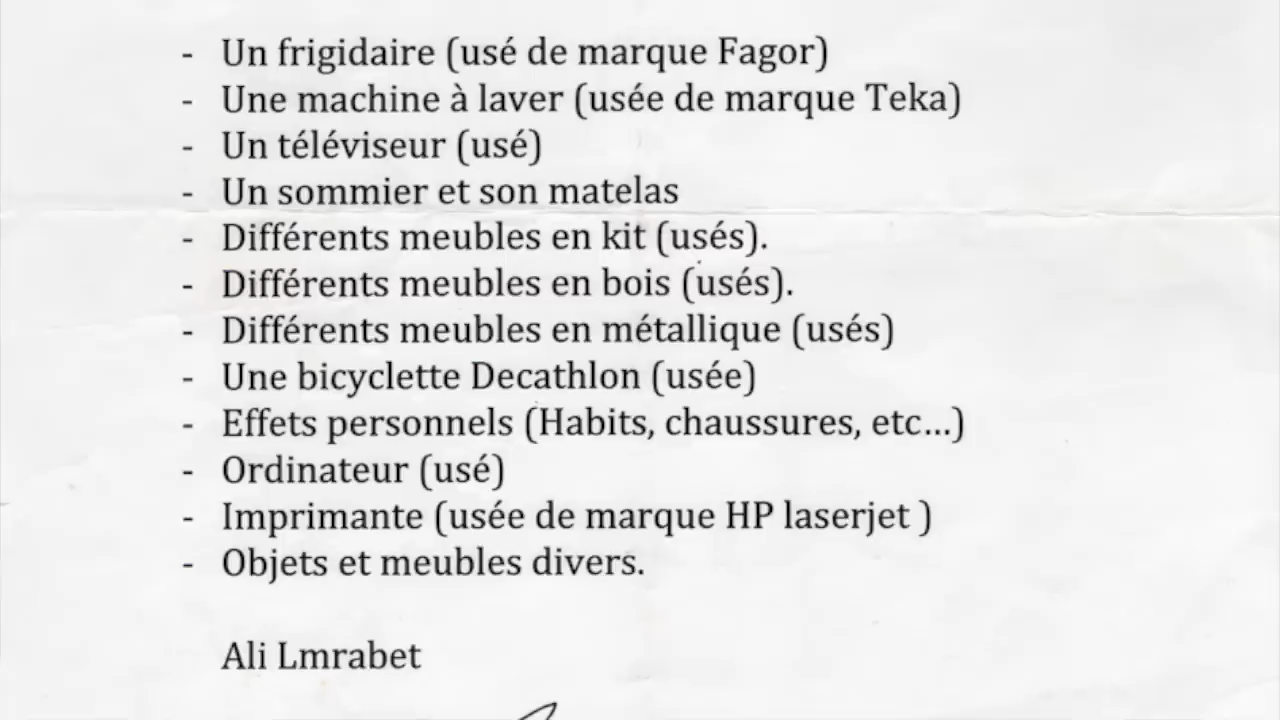 - Un frigidaire (usé de marque Fagor)
- Une machine à laver (usée de marque Teka)
- Un téléviseur (usé)
- Un sommier et son matelas
- Différents meubles en kit (usés).
- Différents meubles en bois (usés).
- Différents meubles en métallique (usés)
- Une bicyclette Decathlon (usée)
- Effets personnels (Habits, chaussures, etc...)
- Ordinateur (usé)
- Imprimante (usée de marque HP laserjet )
- Objets et meubles divers.
Ali Lmrabet